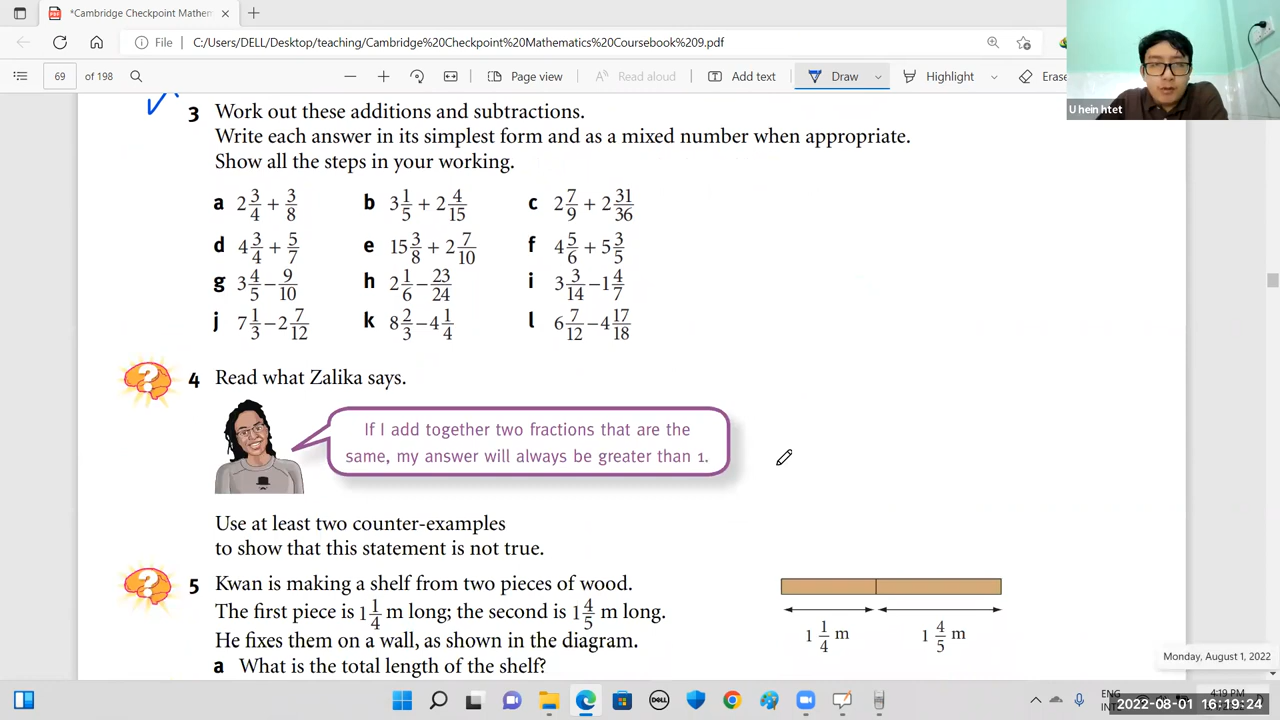 *Cambridge Checkpoint Mathem
File
C:/Users/DELL/Desktop/teaching/Cambridge%20Checkpoint%20Mathematics%20Coursebook%209.pdf
69 of 198
Page view
Read aloud
Add text
Draw
Highlight
Erase
U hein htet
3 Work out these additions and subtractions.
Write each answer in its simplest form and as a mixed number when appropriate.
Show all the steps in your working.
a 2 3/4 + 3/8 b 3 1/5 + 2 4/15 c 2 7/9 + 2 31/36
d 4 3/4 + 5/7 e 15 3/8 + 2 7/10 f 4 5/6 + 5 3/5
g 3 4/5 − 9/10 h 2 1/6 − 23/24 i 3 3/14 − 1 4/7
j 7 1/3 − 2 7/12 k 8 2/3 − 4 1/4 l 6 7/12 − 4 17/18
4 Read what Zalika says.
If I add together two fractions that are the
same, my answer will always be greater than 1.
Use at least two counter-examples
to show that this statement is not true.
5 Kwan is making a shelf from two pieces of wood.
The first piece is 1 1/4 m long; the second is 1 4/5 m long.
He fixes them on a wall, as shown in the diagram.
a What is the total length of the shelf?
1 1/4 m 1 4/5 m
Monday, August 1, 2022
DELL
ENG
4:19 PM
2022-08-01 16:19:24